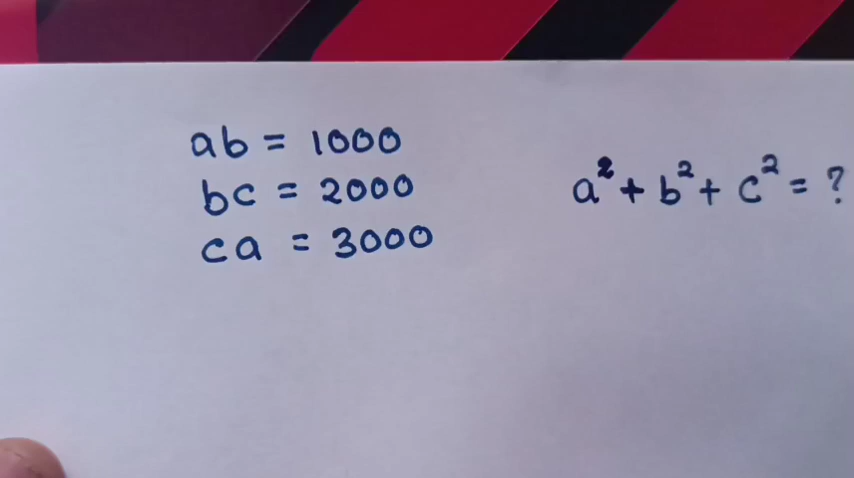 ab = 1000
bc = 2000
ca = 3000
a² + b² + c² = ?